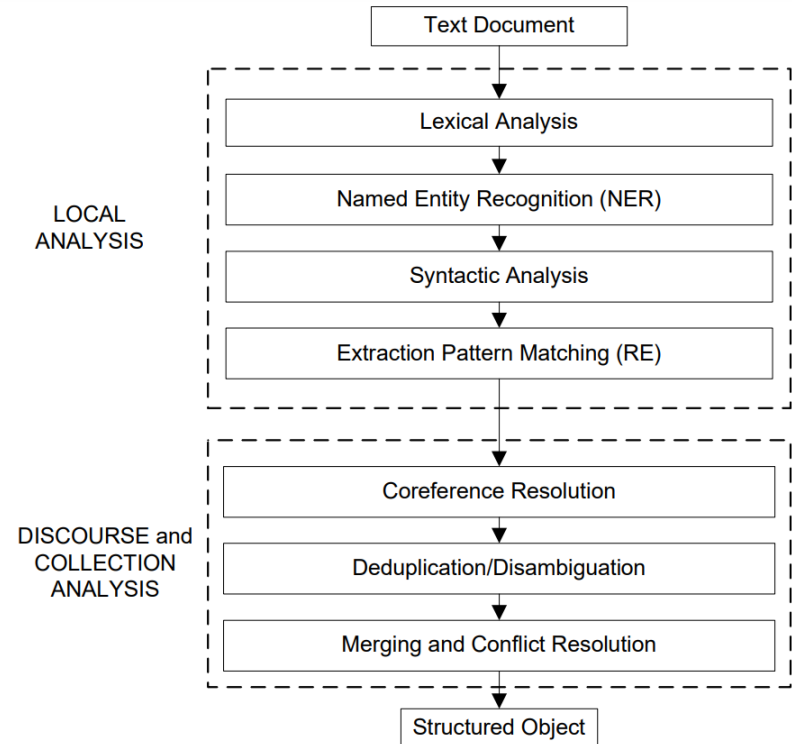 Text Document
LOCAL
ANALYSIS
Lexical Analysis
Named Entity Recognition (NER)
Syntactic Analysis
Extraction Pattern Matching (RE)
DISCOURSE and
COLLECTION
ANALYSIS
Coreference Resolution
Deduplication/Disambiguation
Merging and Conflict Resolution
Structured Object